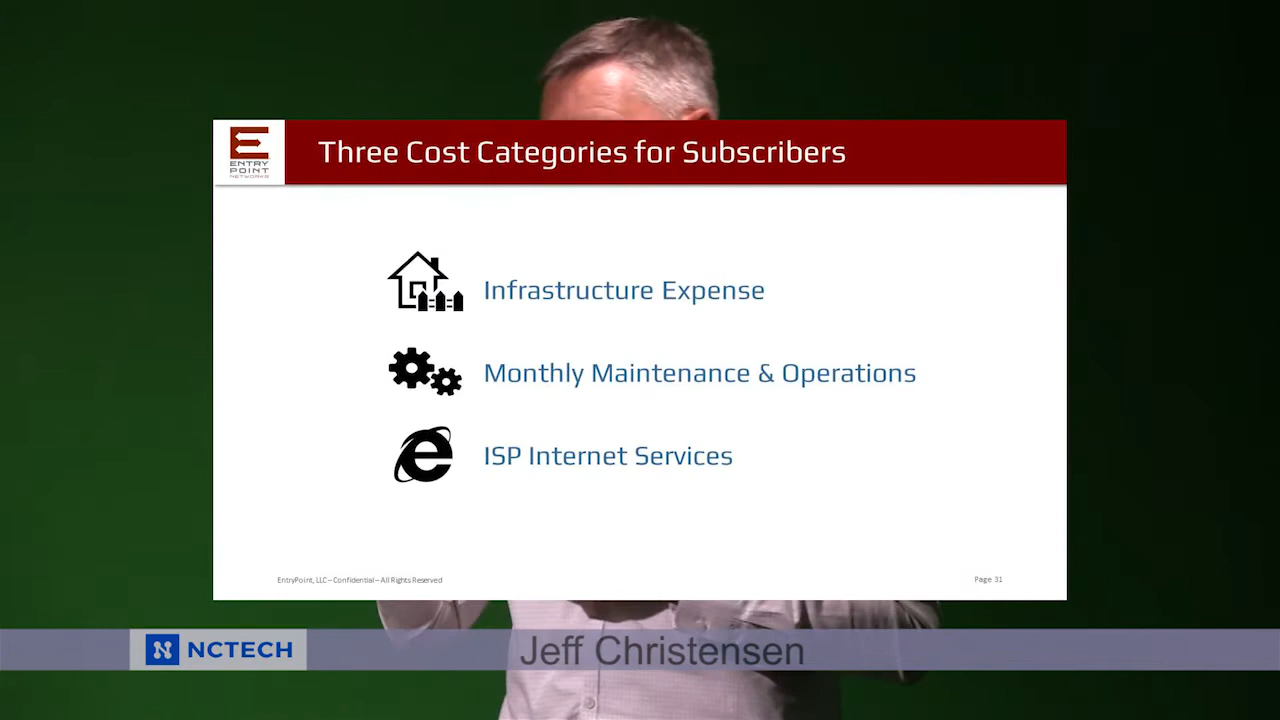 Three Cost Categories for Subscribers
ENTRY
POINT
NETWORKS
Infrastructure Expense
Monthly Maintenance & Operations
ISP Internet Services
EntryPoint, LLC – Confidential – All Rights Reserved
Page 31
NCTECH
Jeff Christensen